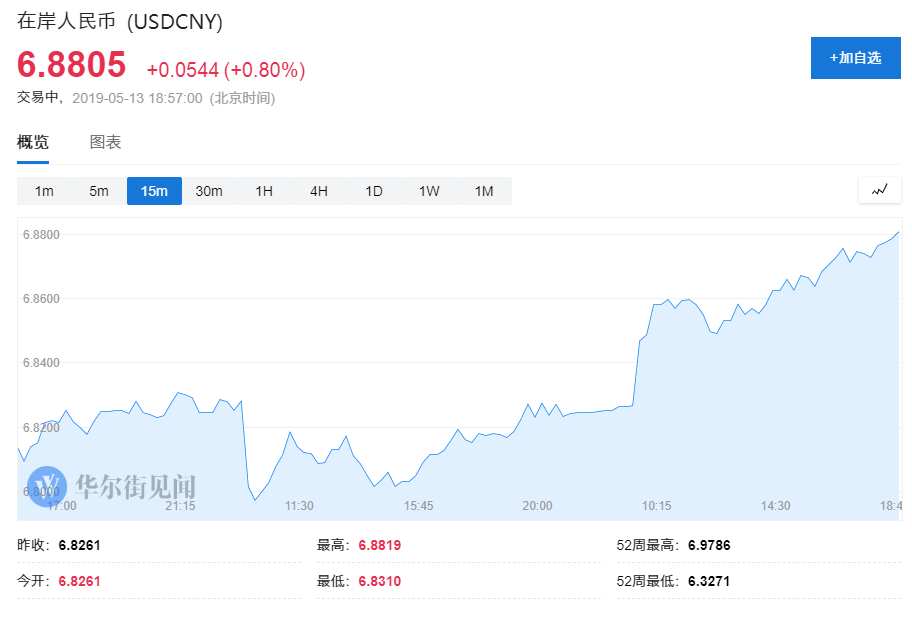 在岸人民币 (USDCNY)
6.8805 +0.0544 (+0.80%)
+加自选
交易中, 2019-05-13 18:57:00 (北京时间)
概览 图表
1m 5m 15m 30m 1H 4H 1D 1W 1M
6.8800
6.8600
6.8400
6.8200
6.8000
华尔街见闻
17:00 21:15 11:30 15:45 20:00 10:15 14:30 18:4
昨收: 6.8261 最高: 6.8819 52周最高: 6.9786
今开: 6.8261 最低: 6.8310 52周最低: 6.3271